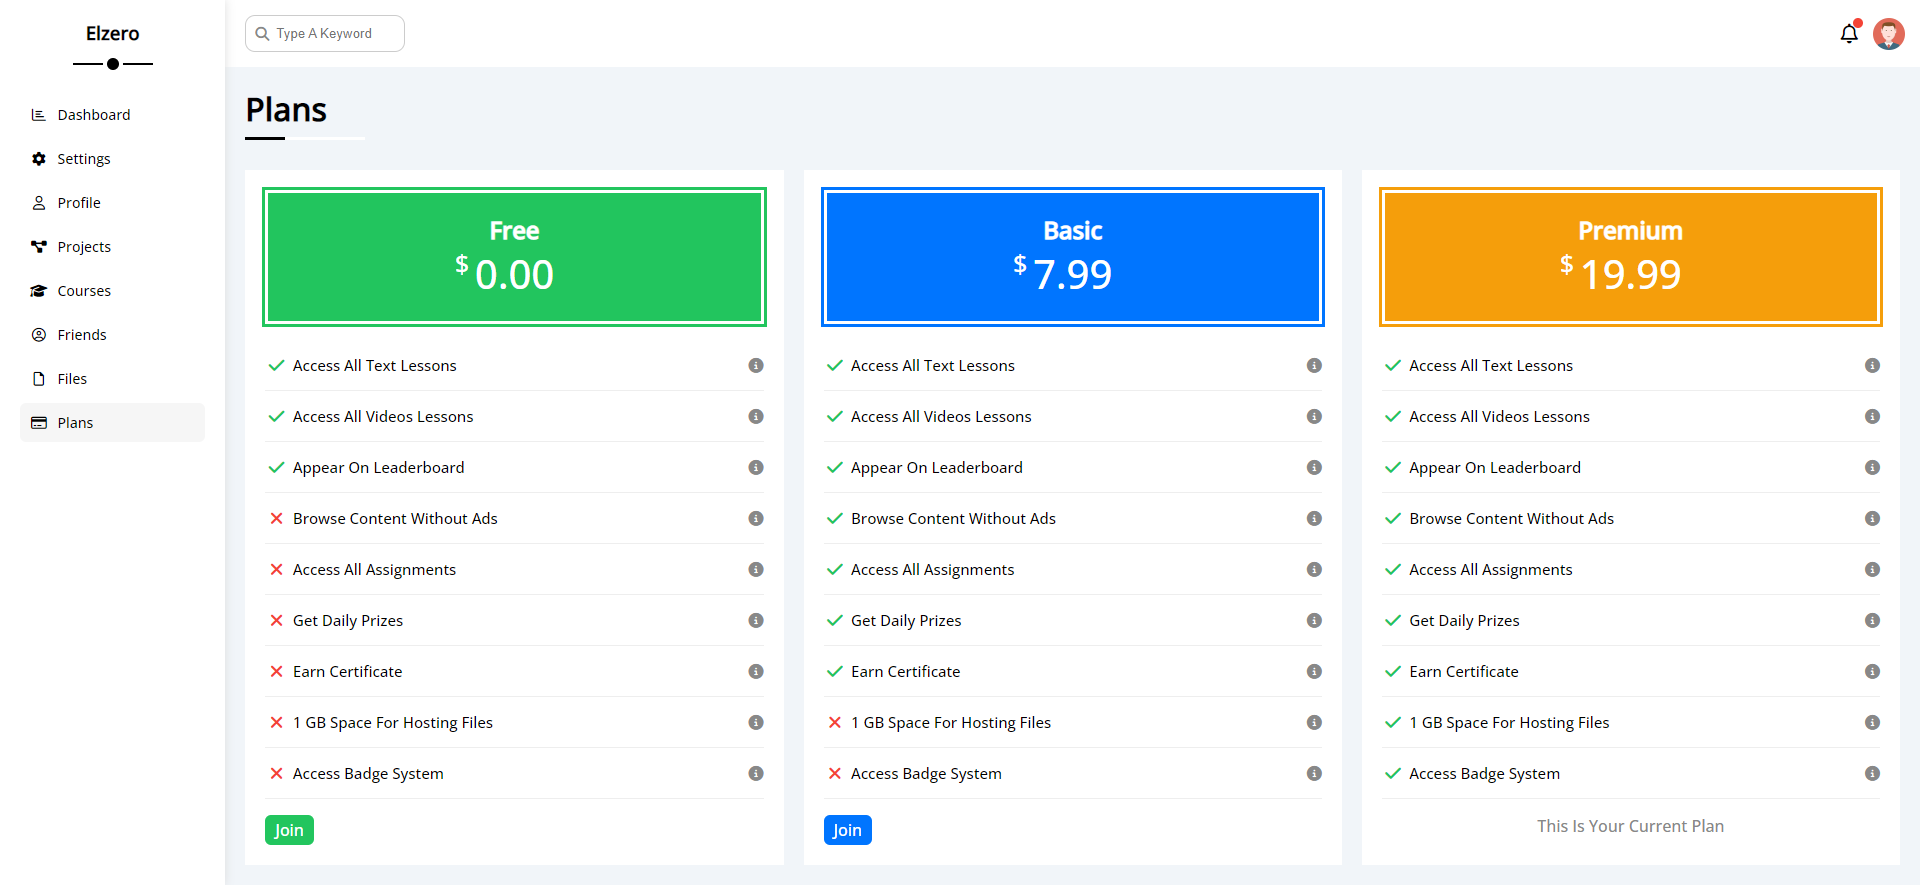 Elzero
Dashboard
Settings
Profile
Projects
Courses
Friends
Files
Plans
Type A Keyword
Plans
Free
$ 0.00
Access All Text Lessons
Access All Videos Lessons
Appear On Leaderboard
Browse Content Without Ads
Access All Assignments
Get Daily Prizes
Earn Certificate
1 GB Space For Hosting Files
Access Badge System
Join
Basic
$ 7.99
Access All Text Lessons
Access All Videos Lessons
Appear On Leaderboard
Browse Content Without Ads
Access All Assignments
Get Daily Prizes
Earn Certificate
1 GB Space For Hosting Files
Access Badge System
Join
Premium
$ 19.99
Access All Text Lessons
Access All Videos Lessons
Appear On Leaderboard
Browse Content Without Ads
Access All Assignments
Get Daily Prizes
Earn Certificate
1 GB Space For Hosting Files
Access Badge System
This Is Your Current Plan